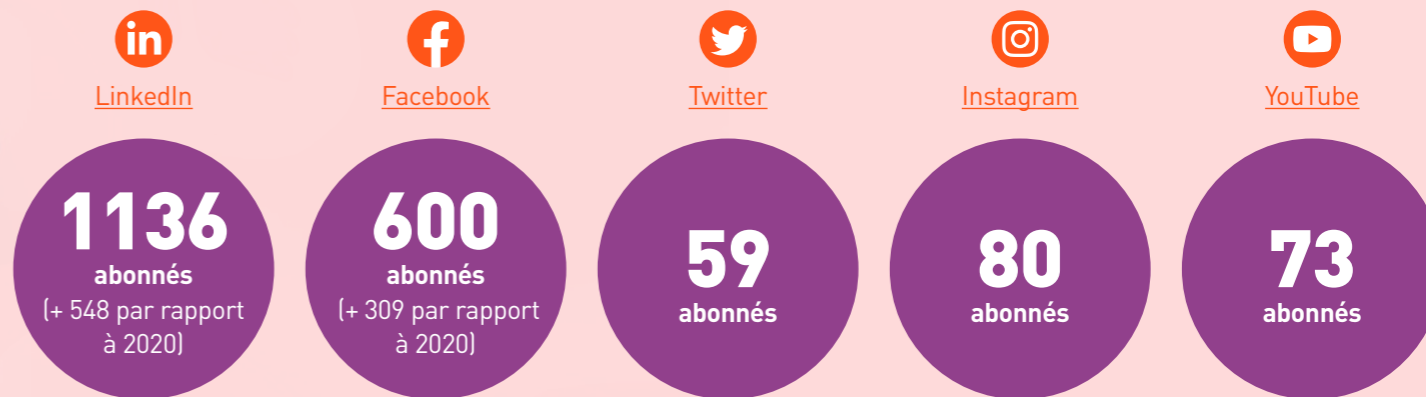 LinkedIn
Facebook
Twitter
Instagram
YouTube
1136
abonnés
(+ 548 par rapport
à 2020)
600
abonnés
(+ 309 par rapport
à 2020)
59
abonnés
80
abonnés
73
abonnés